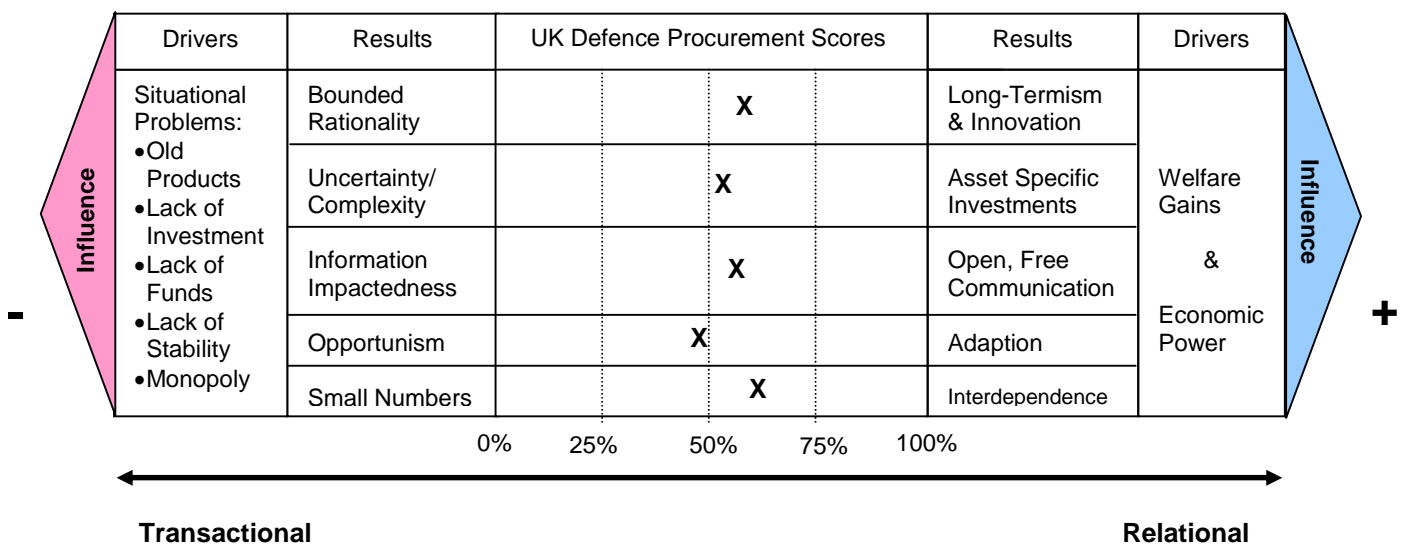 Drivers
Results
UK Defence Procurement Scores
Results
Drivers
Influence
-
Situational
Problems:
•Old
Products
•Lack of
Investment
•Lack of
Funds
•Lack of
Stability
•Monopoly
Bounded
Rationality
X
Long-Termism
& Innovation
Uncertainty/
Complexity
X
Asset Specific
Investments
Information
Impactedness
X
Open, Free
Communication
Opportunism
X
Adaption
Small Numbers
X
Interdependence
Welfare
Gains
&
Economic
Power
Influence
+
0%
25%
50%
75%
100%
Transactional
Relational